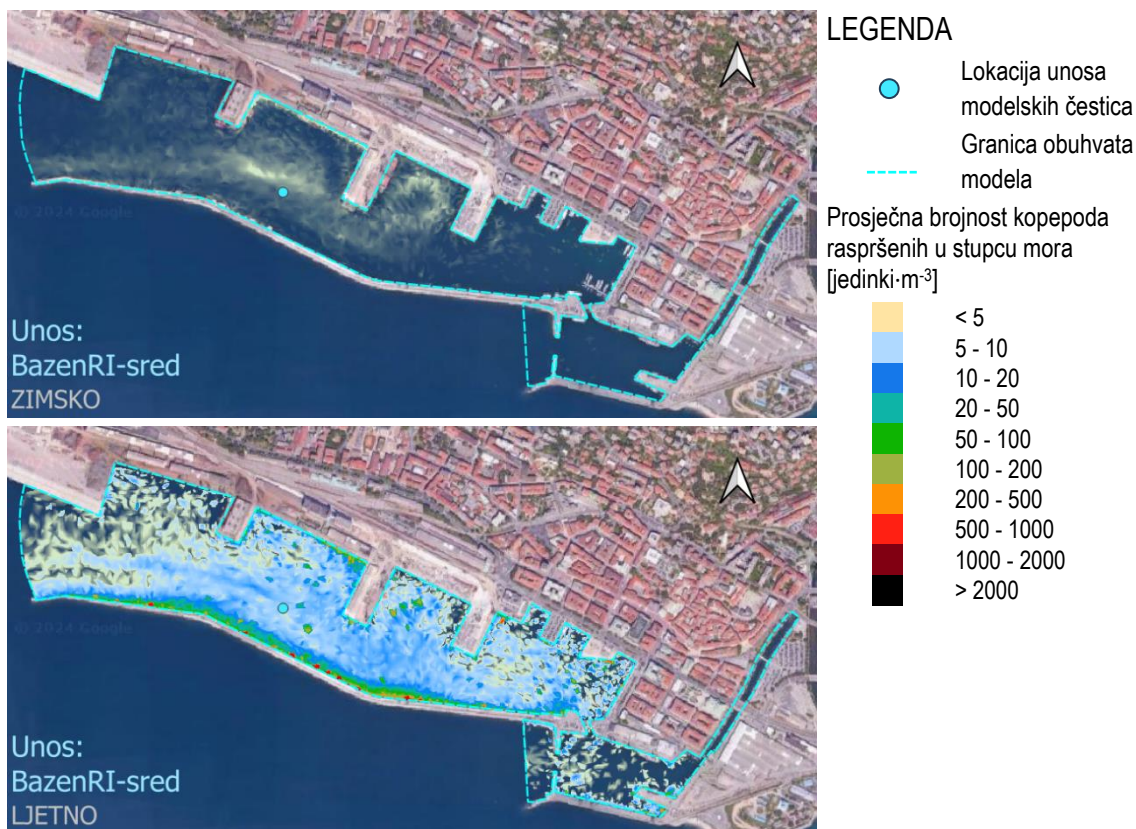 © 2024 Google
Unos:
BazenRI-sred
ZIMSKO
© 2024 Google
Unos:
BazenRI-sred
LJETNO
LEGENDA
Lokacija unosa
modelskih čestica
Granica obuhvata
modela
Prosječna brojnost kopepoda
raspršenih u stupcu mora
[jedinki·m⁻³]
< 5
5 - 10
10 - 20
20 - 50
50 - 100
100 - 200
200 - 500
500 - 1000
1000 - 2000
> 2000